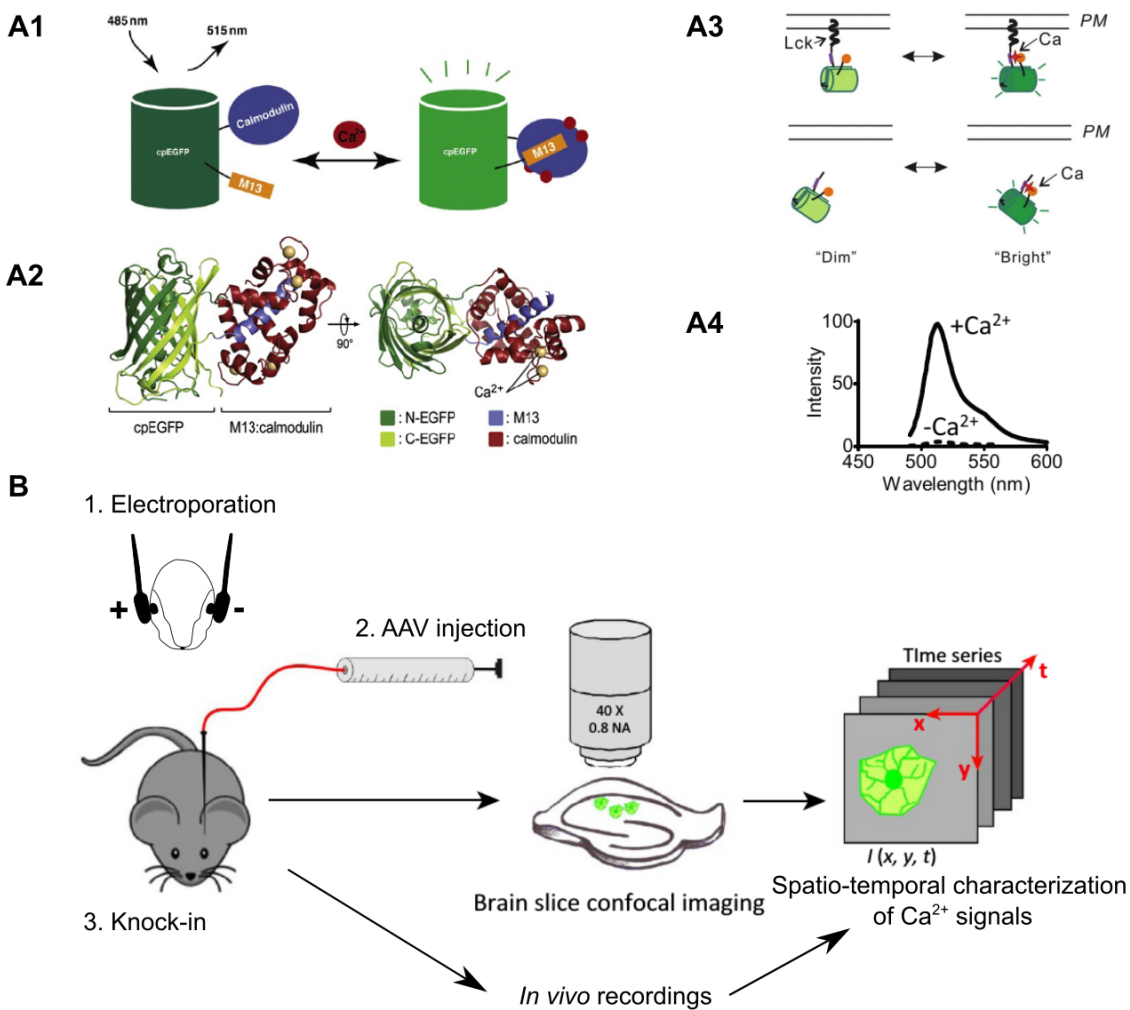 A1
485 nm
515 nm
Calmodulin
cpEGFP
M13
Ca²⁺
cpEGFP
M13
A3
PM
Lck
Ca
PM
Ca
"Dim"
"Bright"
A2
90°
Ca²⁺
cpEGFP
M13:calmodulin
: N-EGFP
: M13
: C-EGFP
: calmodulin
A4
100
50
0
Intensity
+Ca²⁺
-Ca²⁺
450
500
550
600
Wavelength (nm)
B
1. Electroporation
+
-
2. AAV injection
3. Knock-in
40 X
0.8 NA
Brain slice confocal imaging
TIme series
t
x
y
I (x, y, t)
Spatio-temporal characterization
of Ca²⁺ signals
In vivo recordings